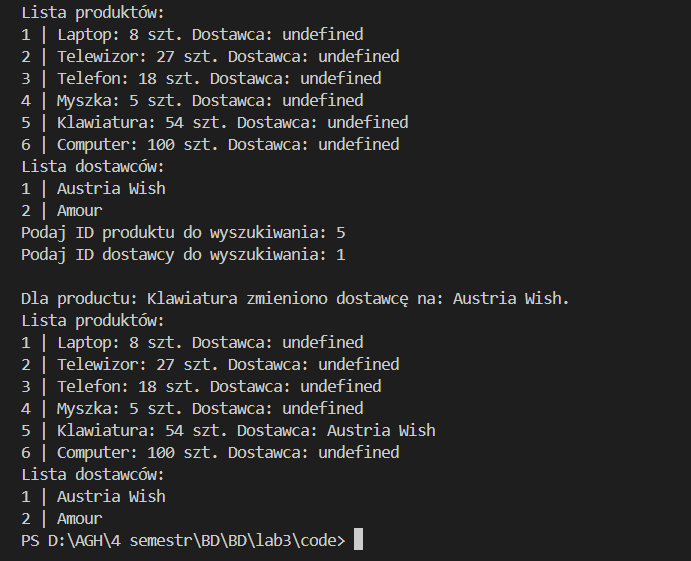 Lista produktów:
1 | Laptop: 8 szt. Dostawca: undefined
2 | Telewizor: 27 szt. Dostawca: undefined
3 | Telefon: 18 szt. Dostawca: undefined
4 | Myszka: 5 szt. Dostawca: undefined
5 | Klawiatura: 54 szt. Dostawca: undefined
6 | Computer: 100 szt. Dostawca: undefined
Lista dostawców:
1 | Austria Wish
2 | Amour
Podaj ID produktu do wyszukiwania: 5
Podaj ID dostawcy do wyszukiwania: 1
Dla productu: Klawiatura zmieniono dostawcę na: Austria Wish.
Lista produktów:
1 | Laptop: 8 szt. Dostawca: undefined
2 | Telewizor: 27 szt. Dostawca: undefined
3 | Telefon: 18 szt. Dostawca: undefined
4 | Myszka: 5 szt. Dostawca: undefined
5 | Klawiatura: 54 szt. Dostawca: Austria Wish
6 | Computer: 100 szt. Dostawca: undefined
Lista dostawców:
1 | Austria Wish
2 | Amour
PS D:\AGH\4 semestr\BD\BD\lab3\code>